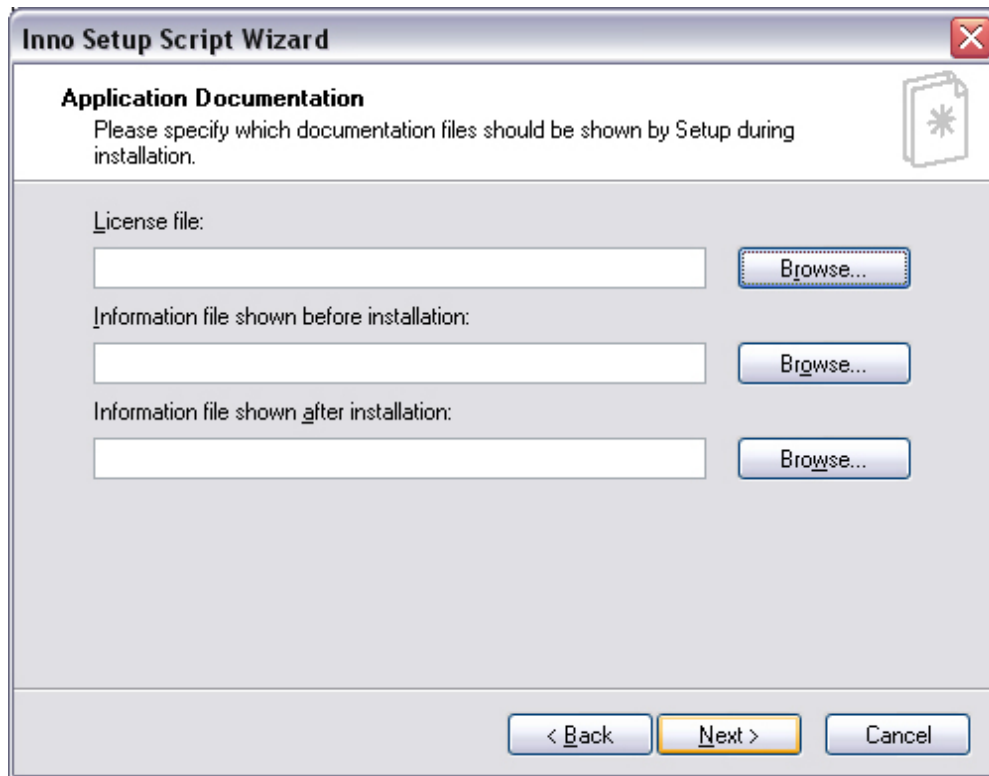 Inno Setup Script Wizard
Application Documentation
Please specify which documentation files should be shown by Setup during
installation.
License file:
Browse...
Information file shown before installation:
Browse...
Information file shown after installation:
Browse...
< Back
Next >
Cancel